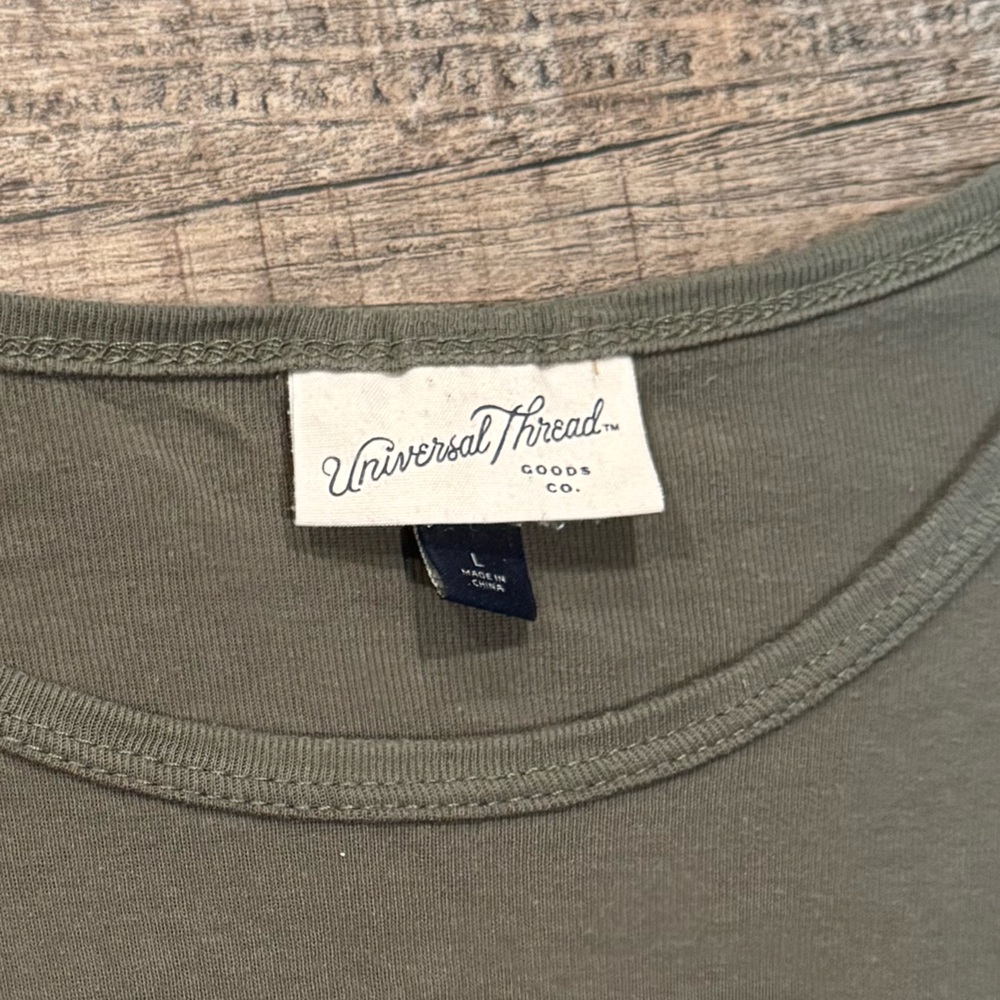 Universal Thread™
GOODS
CO.
L
MADE IN
CHINA